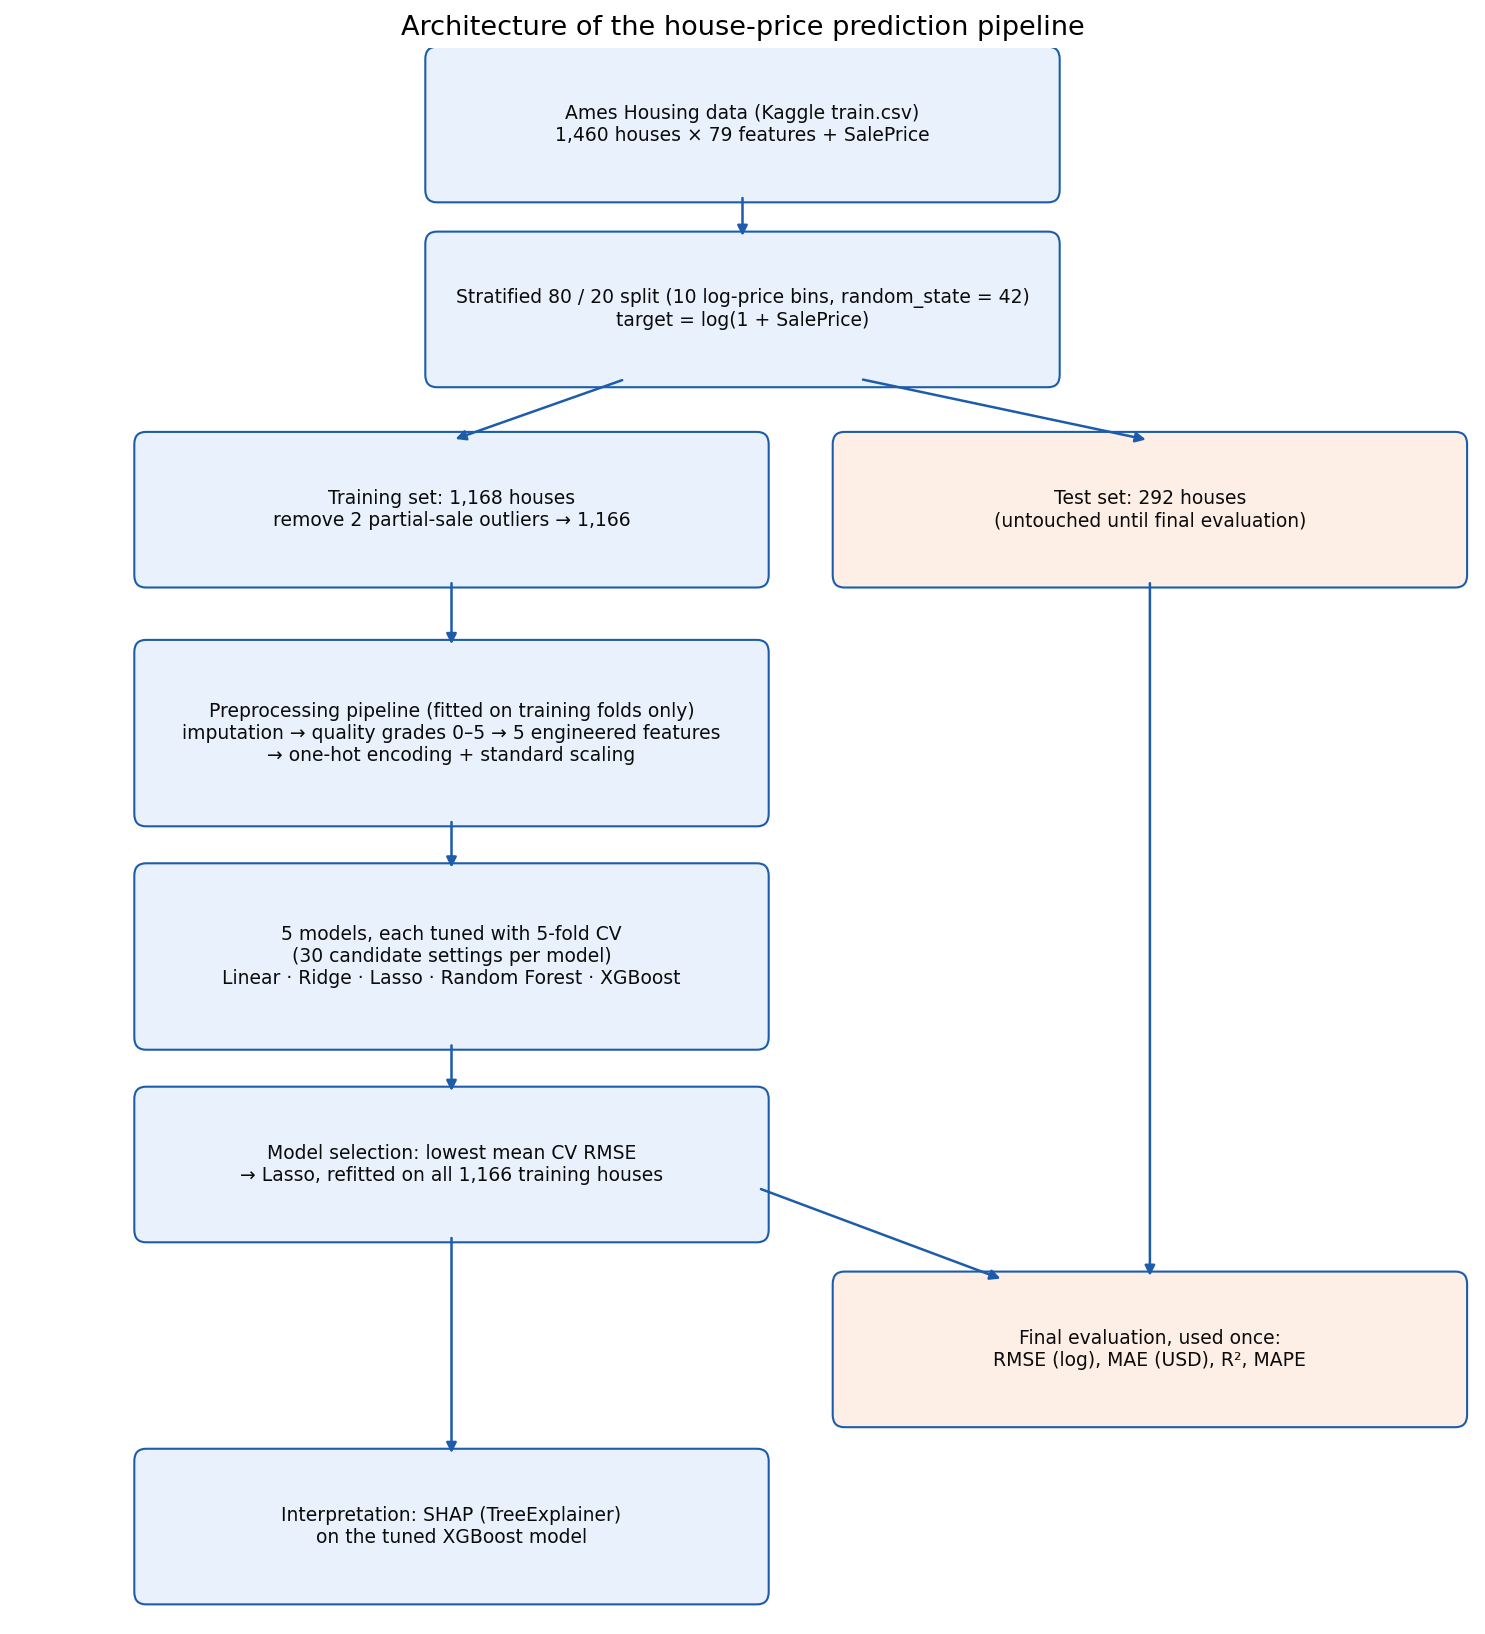 Architecture of the house-price prediction pipeline
Ames Housing data (Kaggle train.csv)
1,460 houses × 79 features + SalePrice
Stratified 80 / 20 split (10 log-price bins, random_state = 42)
target = log(1 + SalePrice)
Training set: 1,168 houses
remove 2 partial-sale outliers → 1,166
Test set: 292 houses
(untouched until final evaluation)
Preprocessing pipeline (fitted on training folds only)
imputation → quality grades 0–5 → 5 engineered features
→ one-hot encoding + standard scaling
5 models, each tuned with 5-fold CV
(30 candidate settings per model)
Linear · Ridge · Lasso · Random Forest · XGBoost
Model selection: lowest mean CV RMSE
→ Lasso, refitted on all 1,166 training houses
Final evaluation, used once:
RMSE (log), MAE (USD), R², MAPE
Interpretation: SHAP (TreeExplainer)
on the tuned XGBoost model